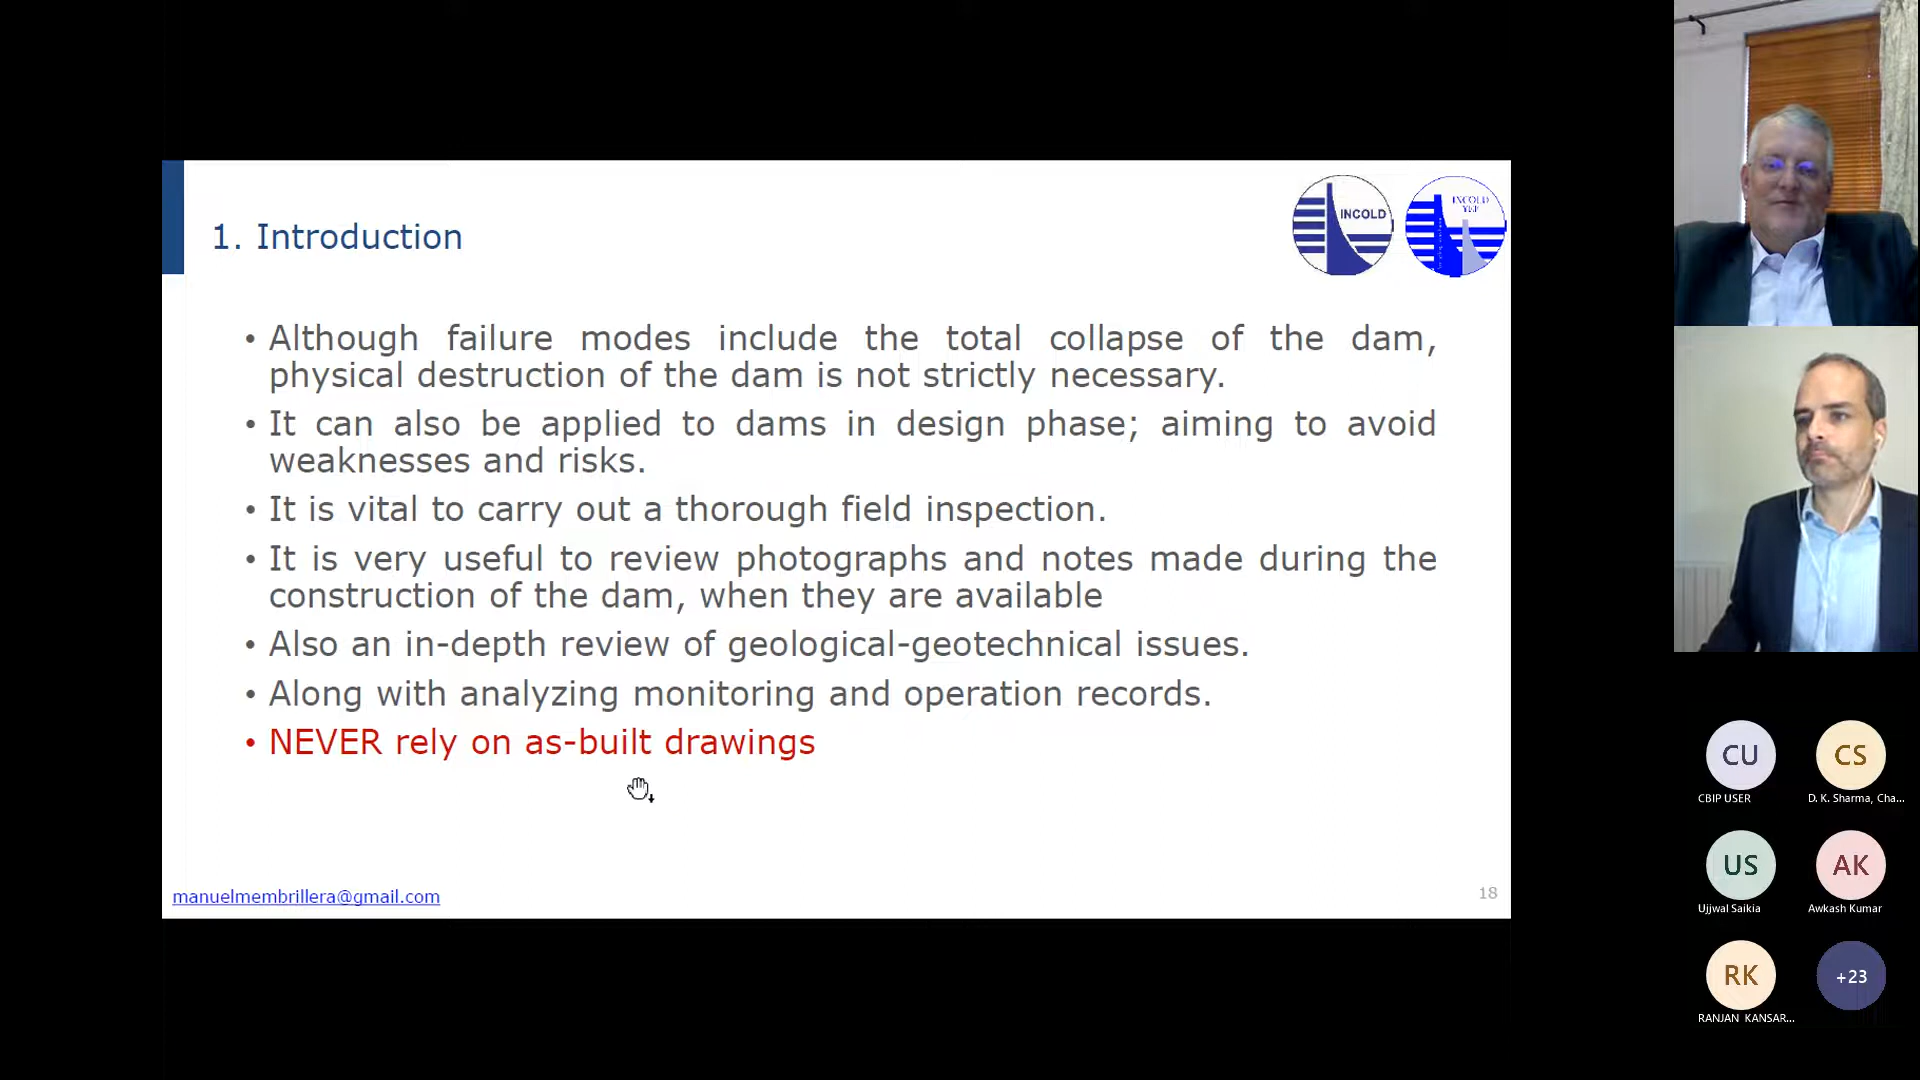 1. Introduction
INCOLD
INCOLD
YEP
• Although failure modes include the total collapse of the dam,
physical destruction of the dam is not strictly necessary.
• It can also be applied to dams in design phase; aiming to avoid
weaknesses and risks.
• It is vital to carry out a thorough field inspection.
• It is very useful to review photographs and notes made during the
construction of the dam, when they are available
• Also an in-depth review of geological-geotechnical issues.
• Along with analyzing monitoring and operation records.
• NEVER rely on as-built drawings
manuelmembrillera@gmail.com
18
CU
CBIP USER
CS
D. K. Sharma, Cha...
US
Ujjwal Saikia
AK
Awkash Kumar
RK
RANJAN KANSAR...
+23